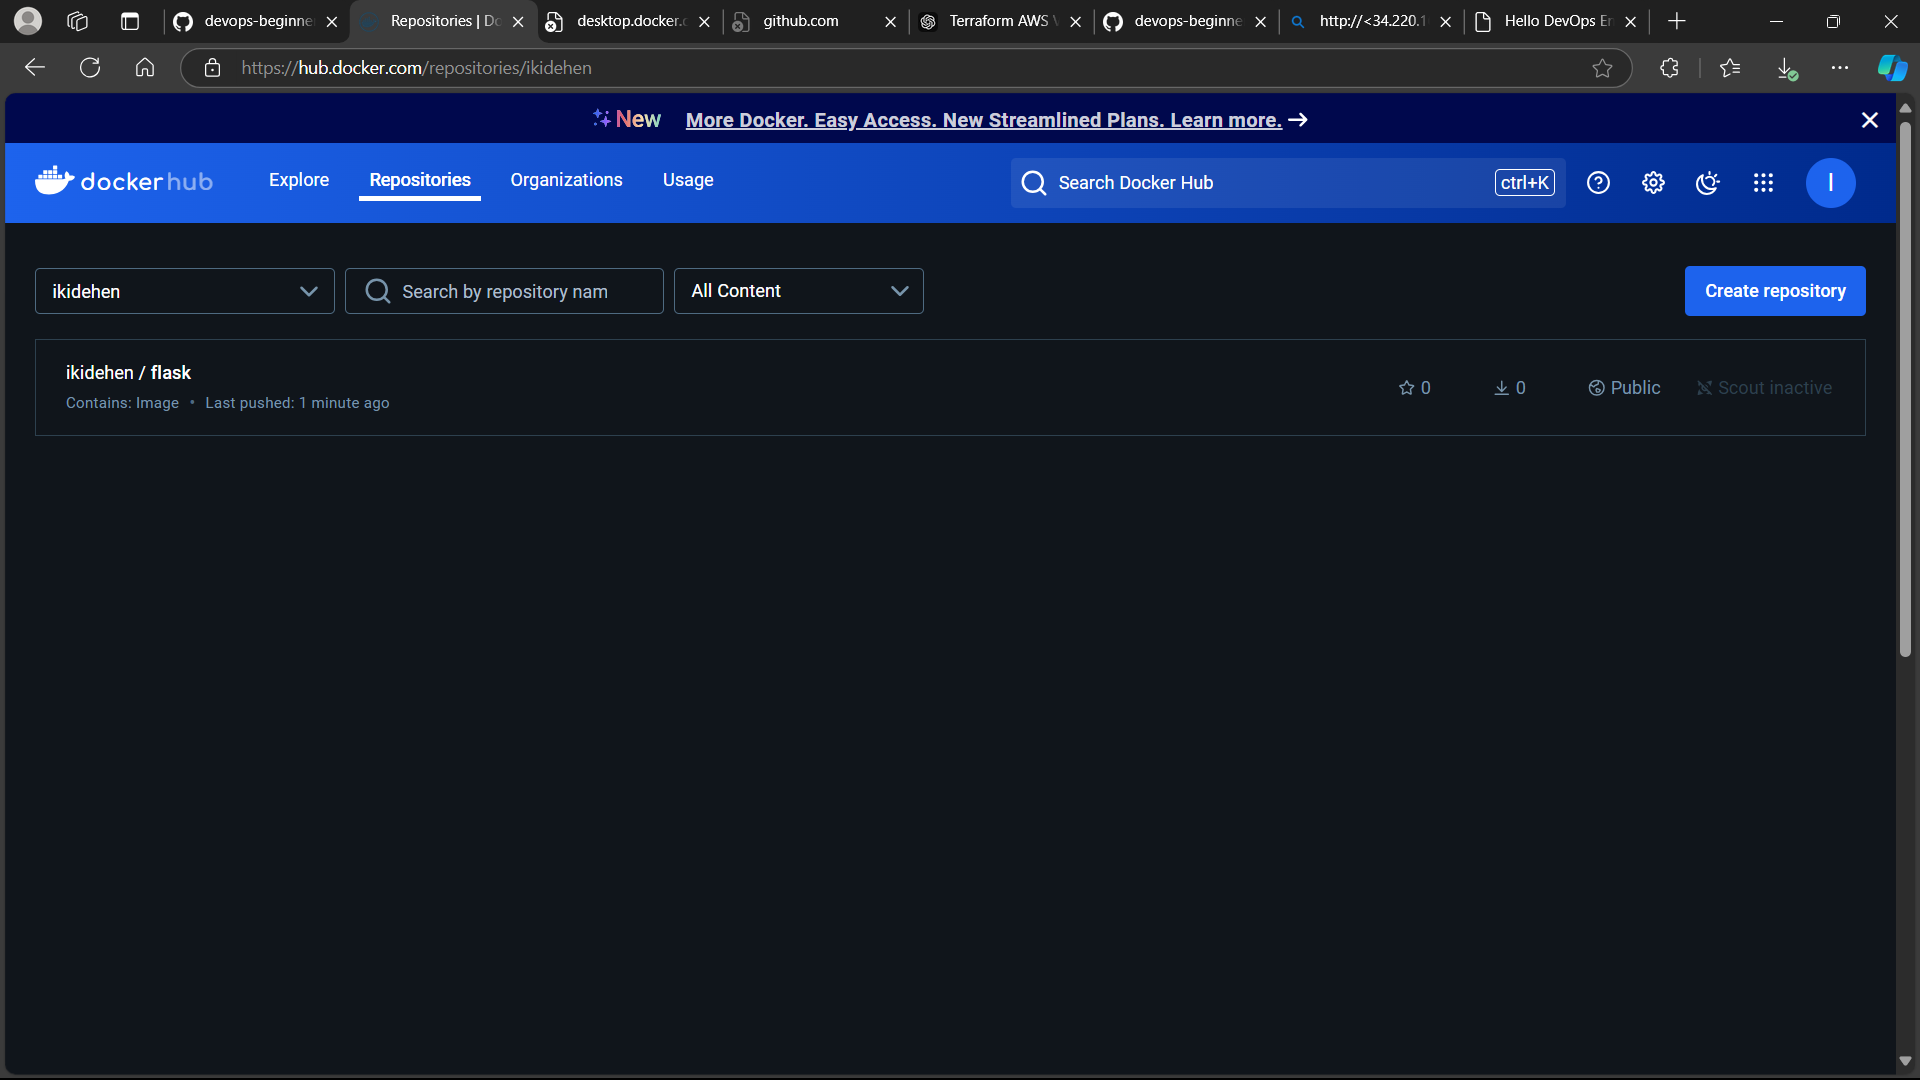 devops-beginne
Repositories | Do
desktop.docker.c
github.com
Terraform AWS V
devops-beginne
http://<34.220.1
Hello DevOps En
https://hub.docker.com/repositories/ikidehen
New More Docker. Easy Access. New Streamlined Plans. Learn more. →
docker hub
Explore
Repositories
Organizations
Usage
Search Docker Hub
ctrl+K
I
ikidehen
Search by repository nam
All Content
Create repository
ikidehen / flask
Contains: Image • Last pushed: 1 minute ago
0
0
Public
Scout inactive